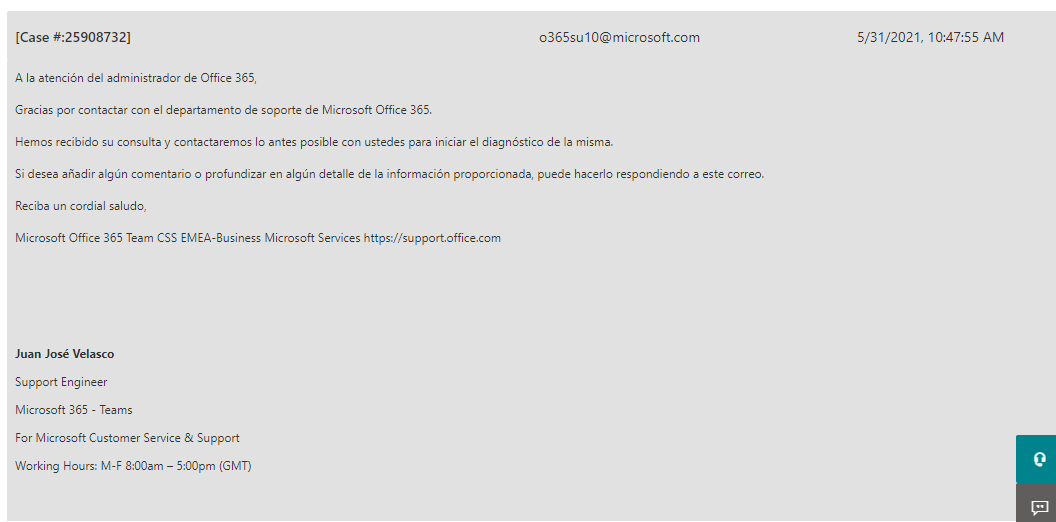 [Case #:25908732] o365su10@microsoft.com 5/31/2021, 10:47:55 AM
A la atención del administrador de Office 365,
Gracias por contactar con el departamento de soporte de Microsoft Office 365.
Hemos recibido su consulta y contactaremos lo antes posible con ustedes para iniciar el diagnóstico de la misma.
Si desea añadir algún comentario o profundizar en algún detalle de la información proporcionada, puede hacerlo respondiendo a este correo.
Reciba un cordial saludo,
Microsoft Office 365 Team CSS EMEA-Business Microsoft Services https://support.office.com
Juan José Velasco
Support Engineer
Microsoft 365 - Teams
For Microsoft Customer Service & Support
Working Hours: M-F 8:00am – 5:00pm (GMT)